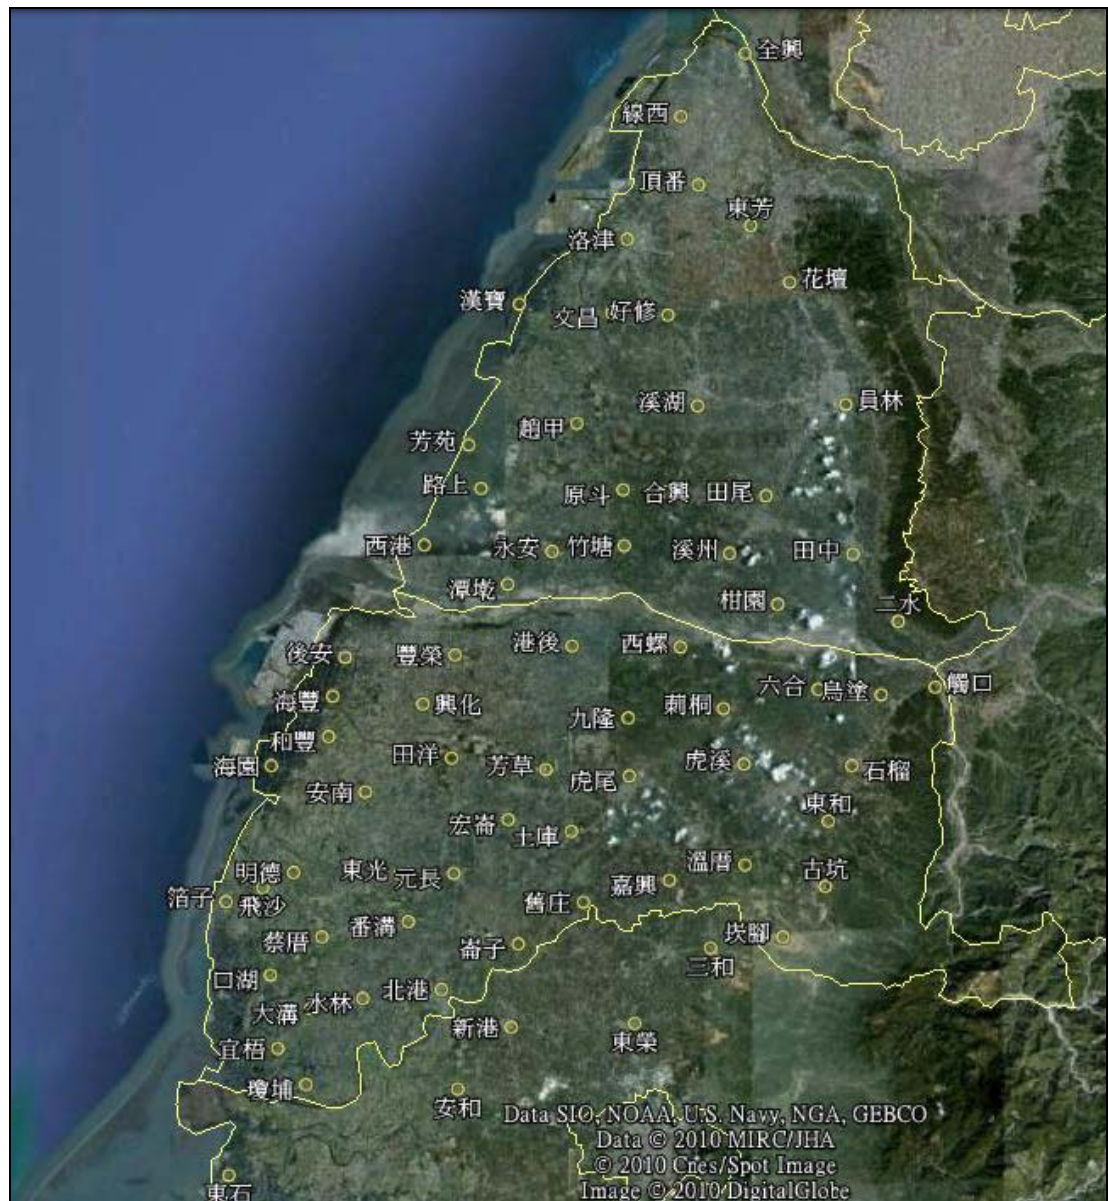 全興
線西
頂番
東芳
洛津
花壇
漢寶
文昌
好修
溪湖
員林
趙甲
芳苑
路上
原斗
合興
田尾
西港
永安
竹塘
溪州
田中
潭墘
柑園
二水
港後
西螺
後安
豐榮
六合
烏塗
觸口
海豐
興化
九隆
莿桐
和豐
田洋
芳草
虎尾
虎溪
石榴
海園
安南
東和
宏崙
土庫
溫厝
明德
東光
元長
嘉興
古坑
箔子
飛沙
舊庄
番溝
蔡厝
崙子
崁腳
三和
口湖
北港
水林
大溝
新港
東榮
宜梧
瓊埔
安和
Data SIO, NOAA, U.S. Navy, NGA, GEBCO
Data © 2010 MIRC/JHA
© 2010 Cnes/Spot Image
Image © 2010 DigitalGlobe
東石